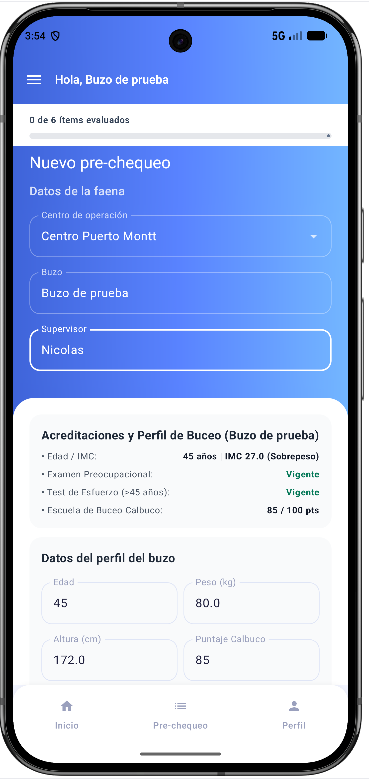 3:54 5G
Hola, Buzo de prueba
0 de 6 ítems evaluados
Nuevo pre-chequeo
Datos de la faena
Centro de operación
Centro Puerto Montt
Buzo
Buzo de prueba
Supervisor
Nicolas
Acreditaciones y Perfil de Buceo (Buzo de prueba)
• Edad / IMC: 45 años | IMC 27.0 (Sobrepeso)
• Examen Preocupacional: Vigente
• Test de Esfuerzo (>45 años): Vigente
• Escuela de Buceo Calbuco: 85 / 100 pts
Datos del perfil del buzo
Edad Peso (kg)
45 80.0
Altura (cm) Puntaje Calbuco
172.0 85
Inicio Pre-chequeo Perfil